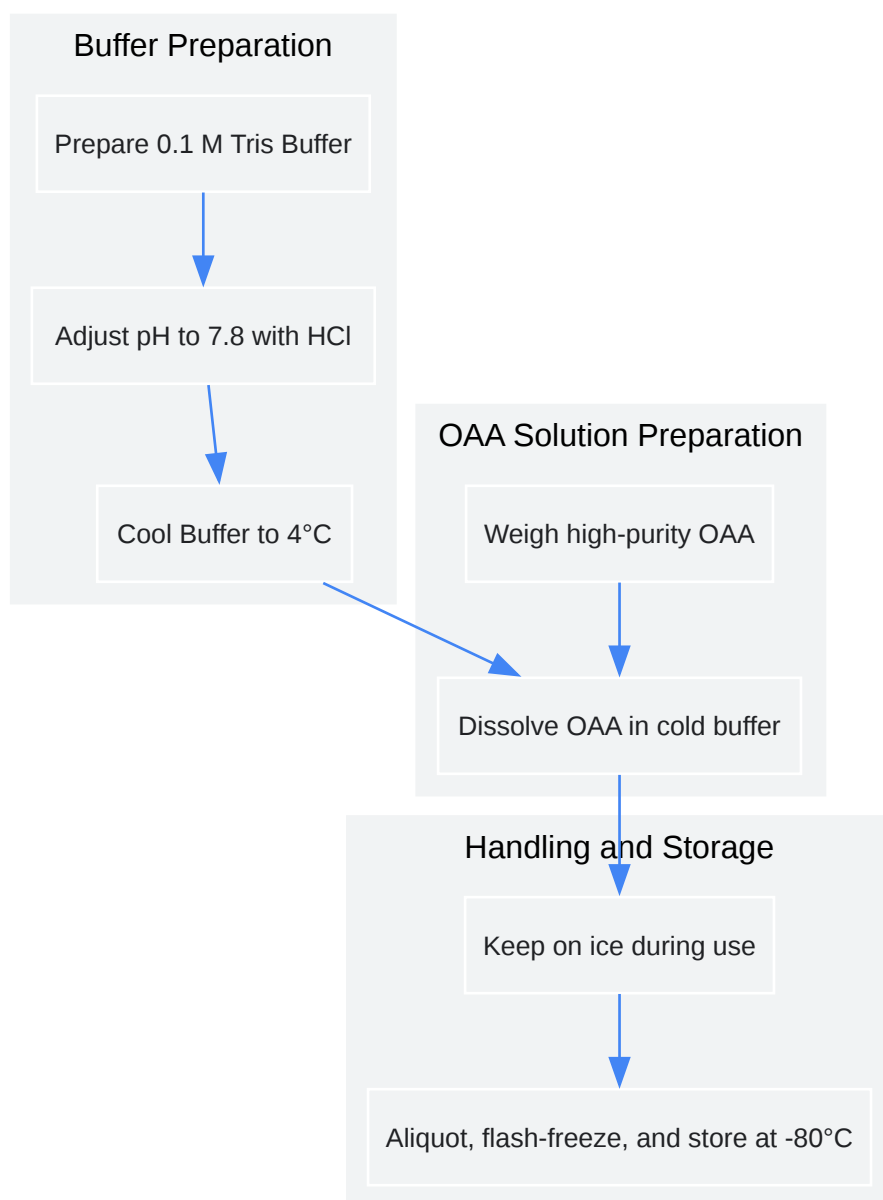 Buffer Preparation
Prepare 0.1 M Tris Buffer
Adjust pH to 7.8 with HCl
Cool Buffer to 4°C
OAA Solution Preparation
Weigh high-purity OAA
Dissolve OAA in cold buffer
Handling and Storage
Keep on ice during use
Aliquot, flash-freeze, and store at -80°C